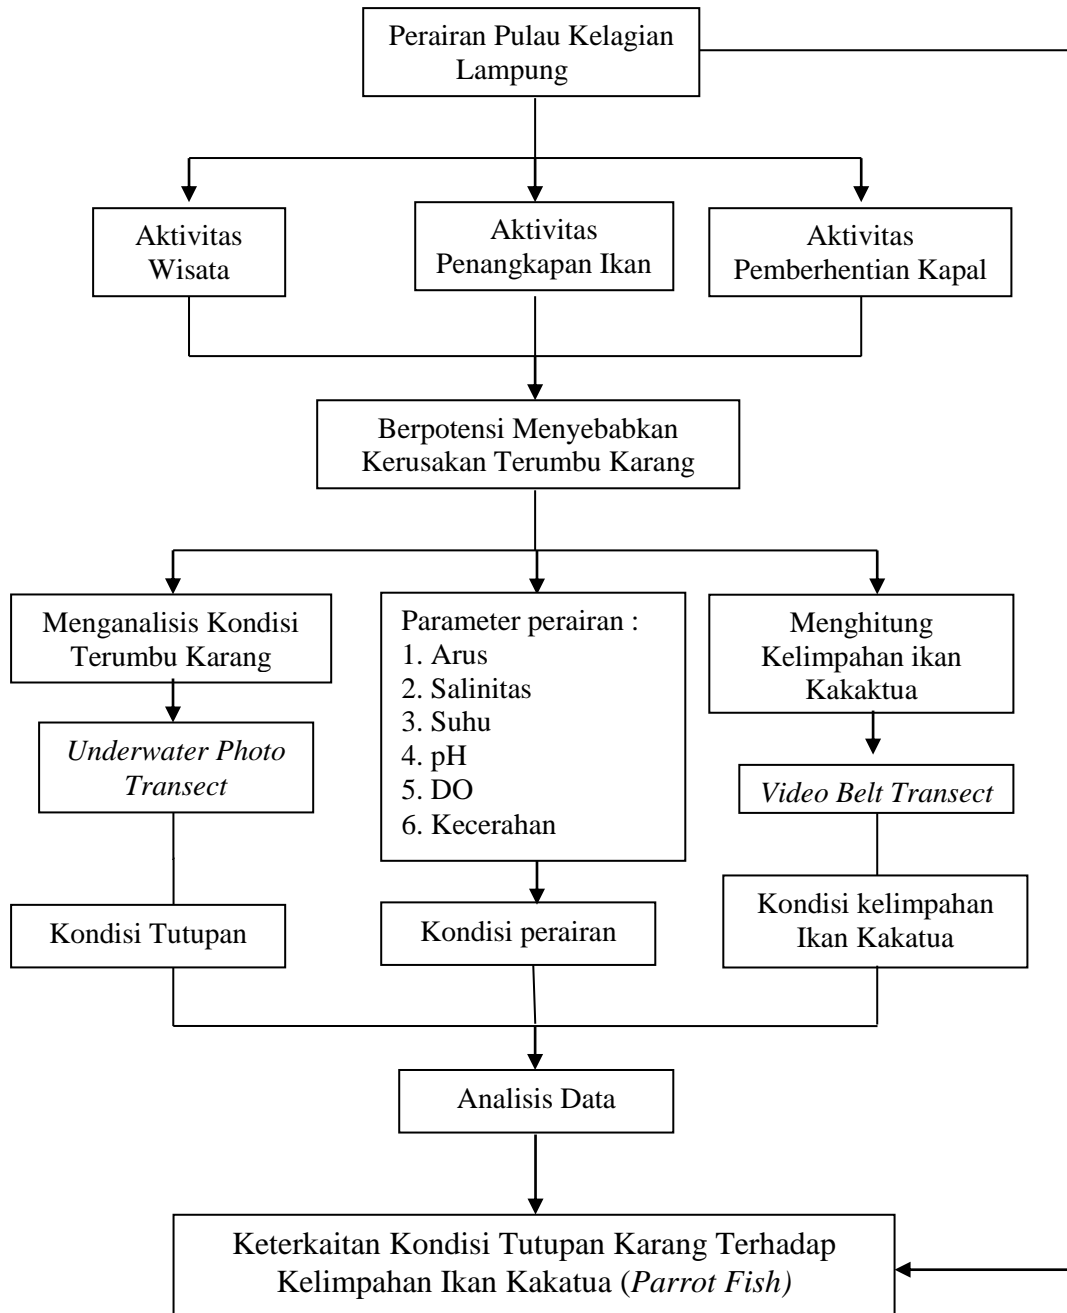 Perairan Pulau Kelagian
Lampung
Aktivitas
Wisata
Aktivitas
Penangkapan Ikan
Aktivitas
Pemberhentian Kapal
Berpotensi Menyebabkan
Kerusakan Terumbu Karang
Menganalisis Kondisi
Terumbu Karang
Parameter perairan :
1. Arus
2. Salinitas
3. Suhu
4. pH
5. DO
6. Kecerahan
Menghitung
Kelimpahan ikan
Kakaktua
Underwater Photo
Transect
Video Belt Transect
Kondisi Tutupan
Kondisi perairan
Kondisi kelimpahan
Ikan Kakatua
Analisis Data
Keterkaitan Kondisi Tutupan Karang Terhadap
Kelimpahan Ikan Kakatua (Parrot Fish)